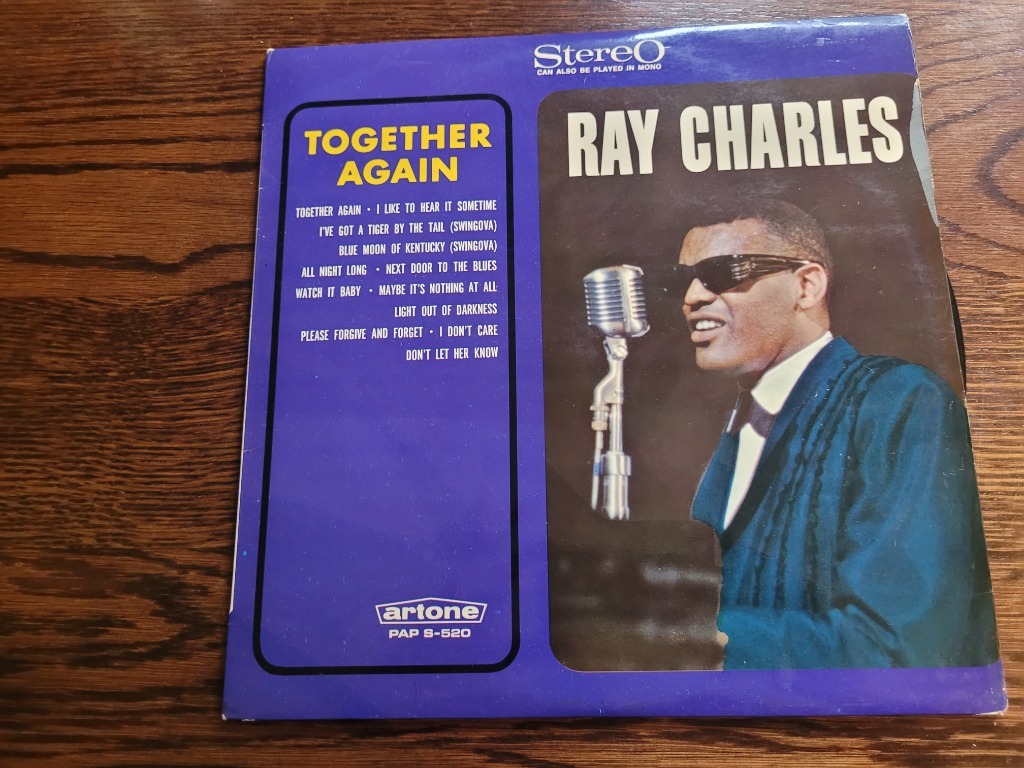 StereO
CAN ALSO BE PLAYED IN MONO
RAY CHARLES
TOGETHER
AGAIN
TOGETHER AGAIN • I LIKE TO HEAR IT SOMETIME
I'VE GOT A TIGER BY THE TAIL (SWINGOVA)
BLUE MOON OF KENTUCKY (SWINGOVA)
ALL NIGHT LONG • NEXT DOOR TO THE BLUES
WATCH IT BABY • MAYBE IT'S NOTHING AT ALL
LIGHT OUT OF DARKNESS
PLEASE FORGIVE AND FORGET • I DON'T CARE
DON'T LET HER KNOW
artone
PAP S-520